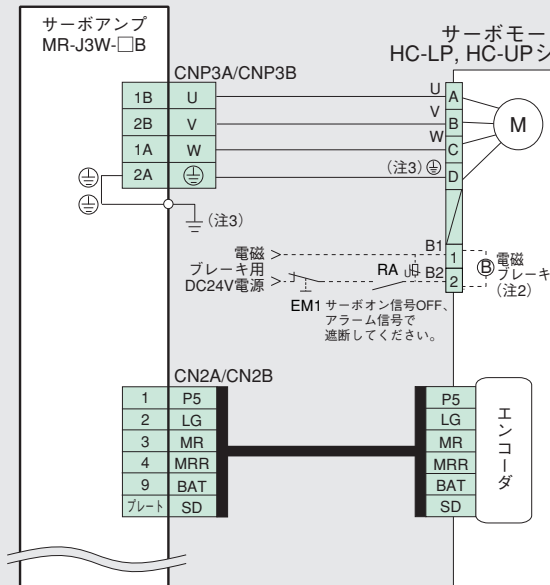 サーボアンプ
MR-J3W-□B
サーボモー
HC-LP, HC-UPシ
CNP3A/CNP3B
1B U
2B V
1A W
2A
U A
V B
W C
(注3) D
M
(注3)
電磁
ブレーキ用
DC24V電源
B1 1
B2 2
RA U
EM1 サーボオン信号OFF、
アラーム信号で
遮断してください。
B 電磁
ブレーキ
(注2)
CN2A/CN2B
1 P5
2 LG
3 MR
4 MRR
9 BAT
プレート SD
P5
LG
MR
MRR
BAT
SD
エンコーダ